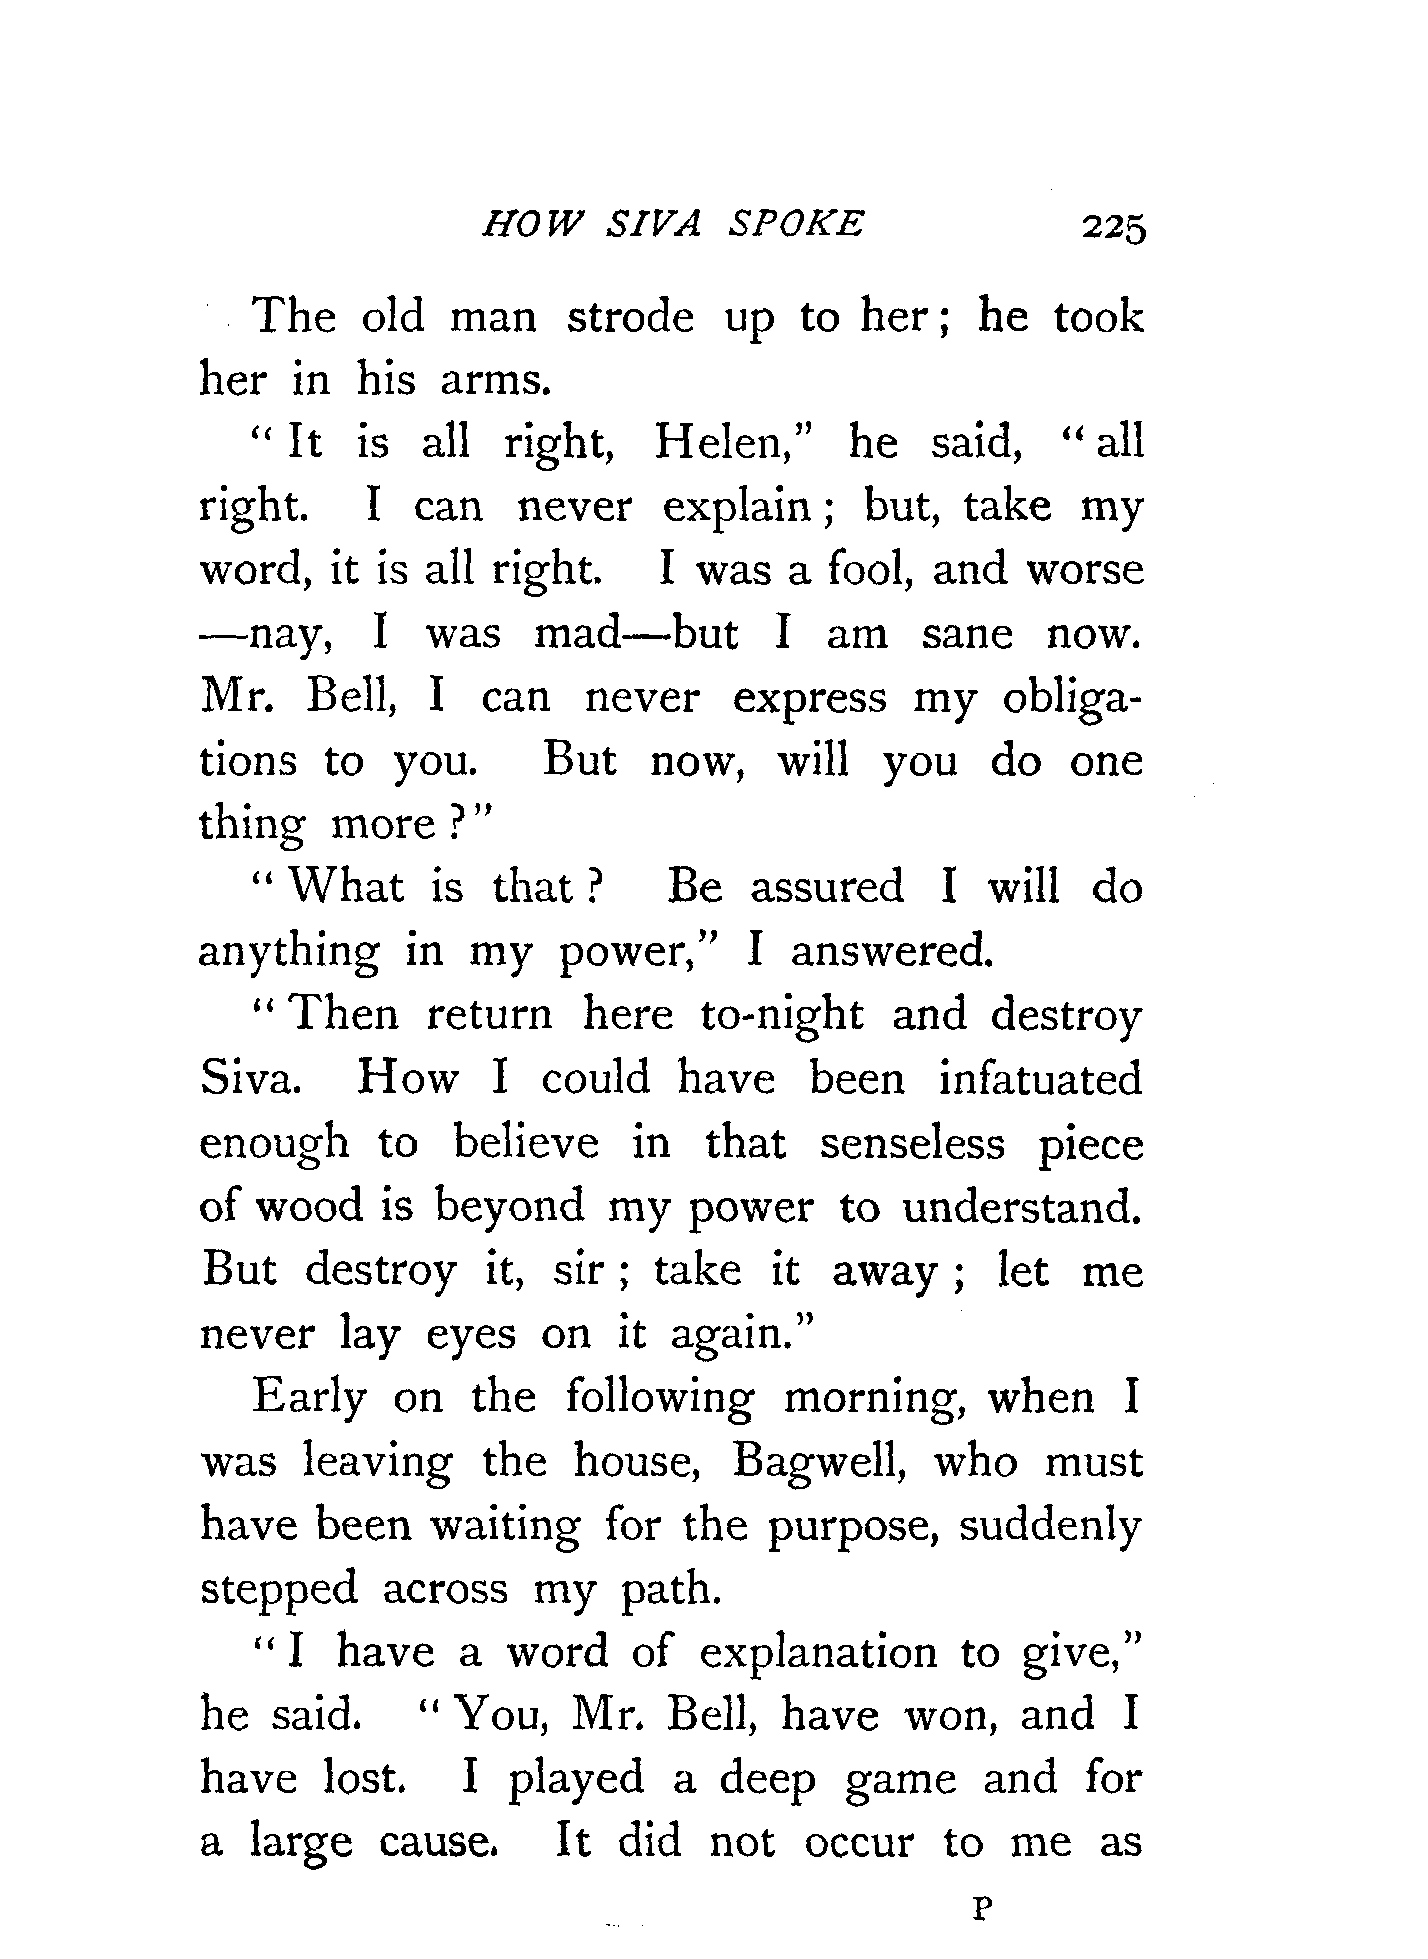 HOW SIVA SPOKE 225
The old man strode up to her; he took
her in his arms.
“It is all right, Helen,” he said, “all
right. I can never explain; but, take my
word, it is all right. I was a fool, and worse
—nay, I was mad—but I am sane now.
Mr. Bell, I can never express my obliga-
tions to you. But now, will you do one
thing more?”
“What is that? Be assured I will do
anything in my power,” I answered.
“Then return here to-night and destroy
Siva. How I could have been infatuated
enough to believe in that senseless piece
of wood is beyond my power to understand.
But destroy it, sir; take it away; let me
never lay eyes on it again.”
Early on the following morning, when I
was leaving the house, Bagwell, who must
have been waiting for the purpose, suddenly
stepped across my path.
“I have a word of explanation to give,”
he said. “You, Mr. Bell, have won, and I
have lost. I played a deep game and for
a large cause. It did not occur to me as
P